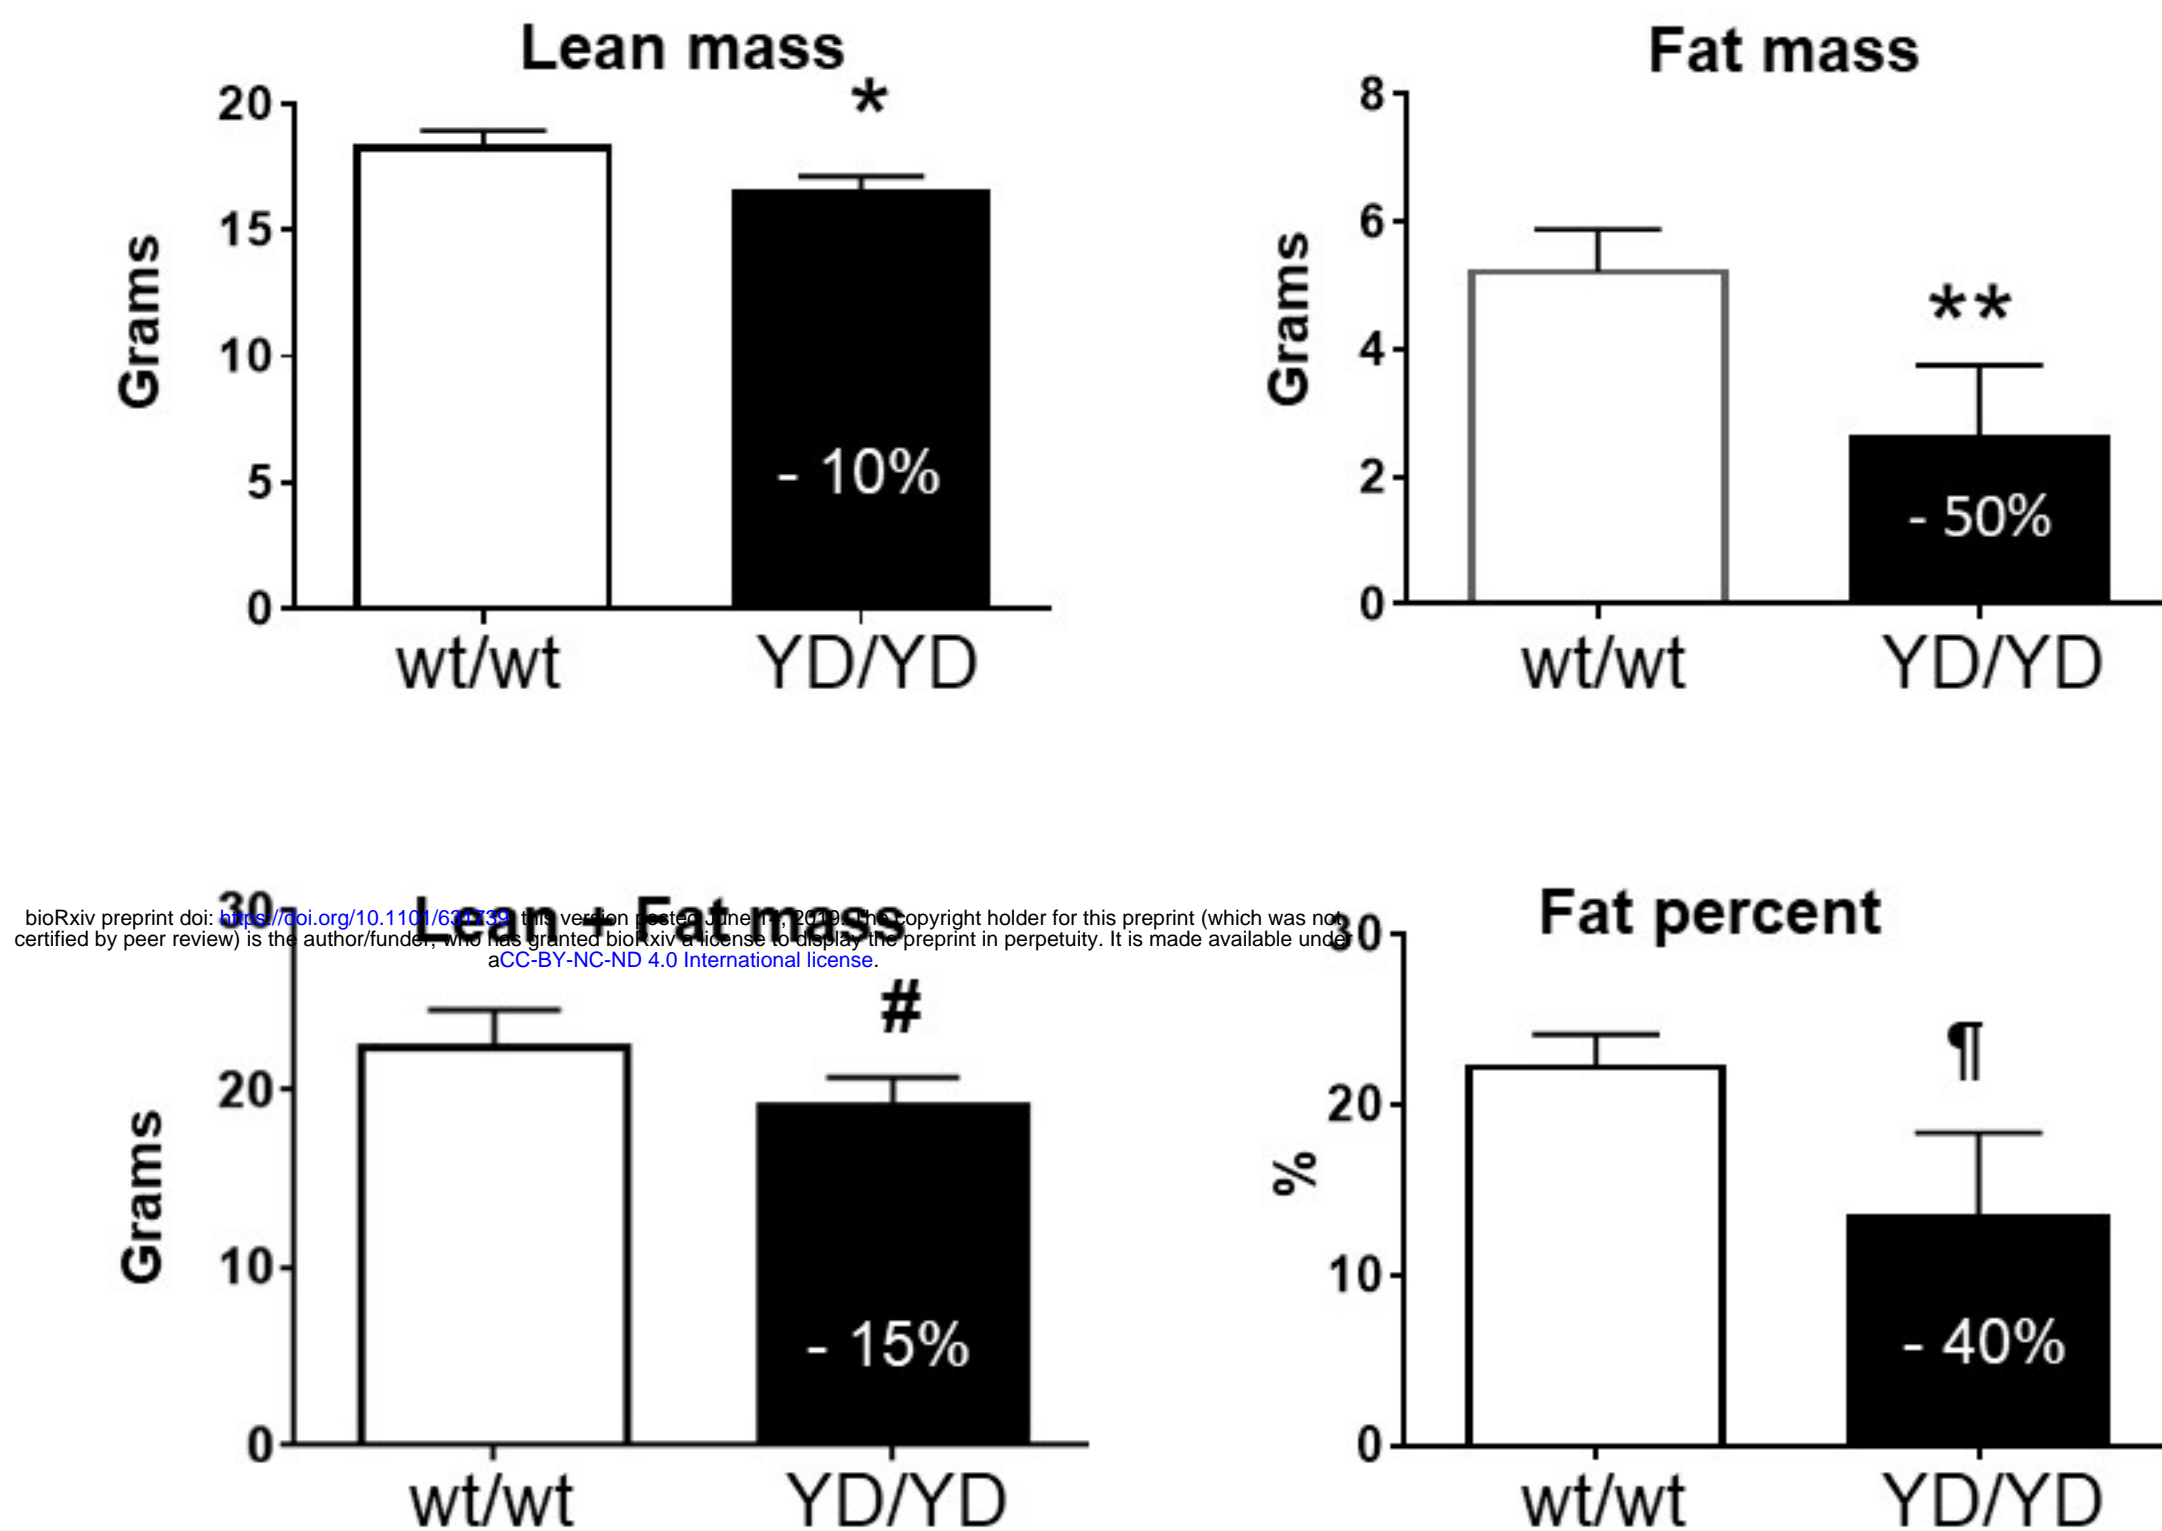 Lean mass
*
20
15
10
5
0
Grams
- 10%
wt/wt
YD/YD
Fat mass
8
6
4
2
0
Grams
**
- 50%
wt/wt
YD/YD
Lean + Fat mass
bioRxiv preprint doi: https://doi.org/10.1101/631739; this version posted June 14, 2019. The copyright holder for this preprint (which was not
certified by peer review) is the author/funder, who has granted bioRxiv a license to display the preprint in perpetuity. It is made available under
aCC-BY-NC-ND 4.0 International license.
#
30
20
10
0
Grams
- 15%
wt/wt
YD/YD
Fat percent
30
20
10
0
%
¶
- 40%
wt/wt
YD/YD